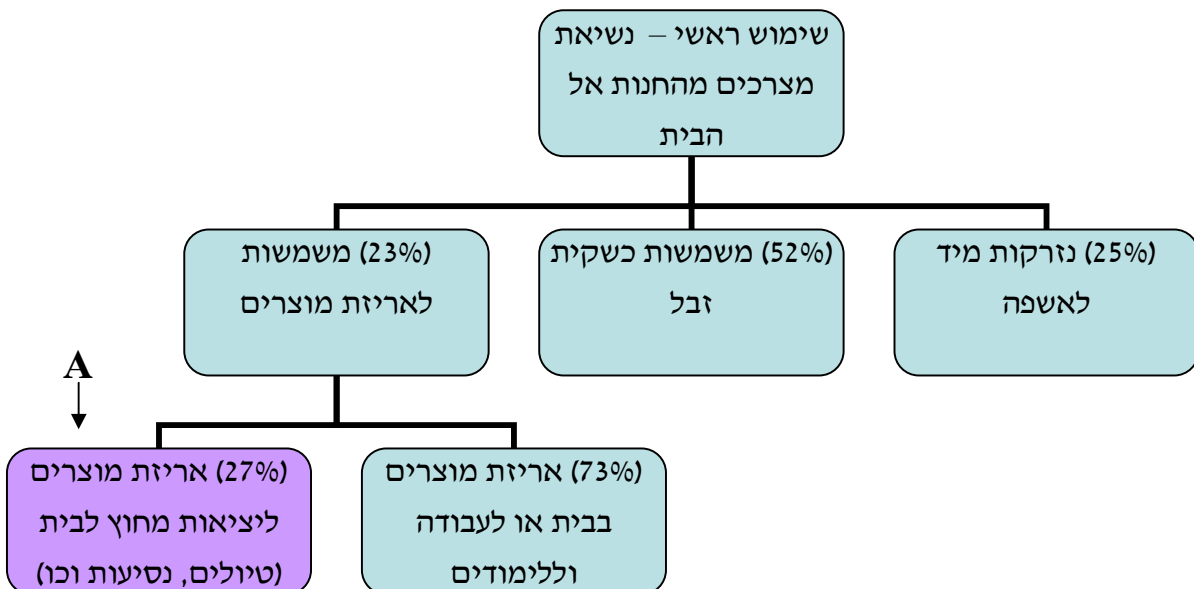 שימוש ראשי – נשיאת
מצרכים מהחנות אל
הבית
(25%) נזרקות מיד
לאשפה
(52%) משמשות כשקית
זבל
(23%) משמשות
לאריזת מוצרים
A
(73%) אריזת מוצרים
בבית או לעבודה
וללימודים
(27%) אריזת מוצרים
ליציאות מחוץ לבית
(טיולים, נסיעות וכו)